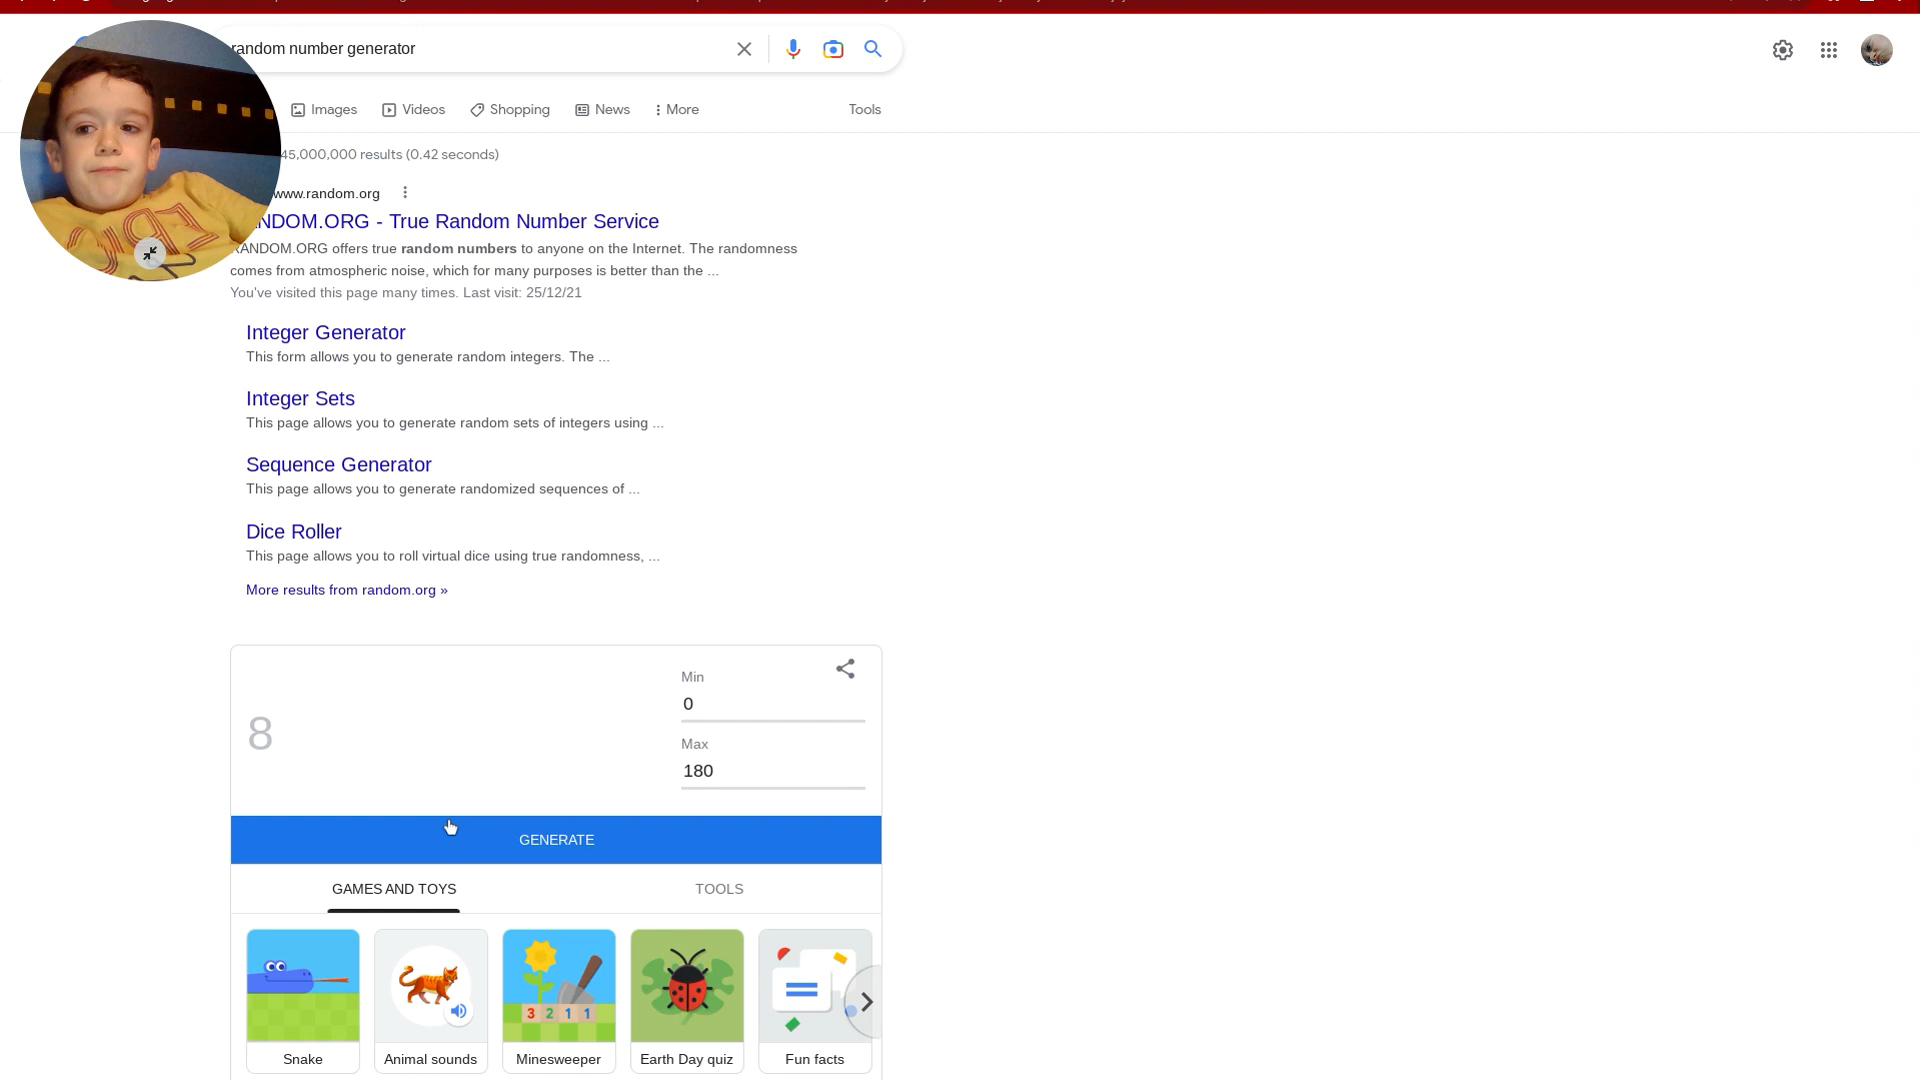 random number generator
Images
Videos
Shopping
News
More
Tools
45,000,000 results (0.42 seconds)
www.random.org
NDOM.ORG - True Random Number Service
RANDOM.ORG offers true random numbers to anyone on the Internet. The randomness
comes from atmospheric noise, which for many purposes is better than the ...
You've visited this page many times. Last visit: 25/12/21
Integer Generator
This form allows you to generate random integers. The ...
Integer Sets
This page allows you to generate random sets of integers using ...
Sequence Generator
This page allows you to generate randomized sequences of ...
Dice Roller
This page allows you to roll virtual dice using true randomness, ...
More results from random.org »
Min
0
8
Max
180
GENERATE
GAMES AND TOYS
TOOLS
3 2 1 1
Snake
Animal sounds
Minesweeper
Earth Day quiz
Fun facts